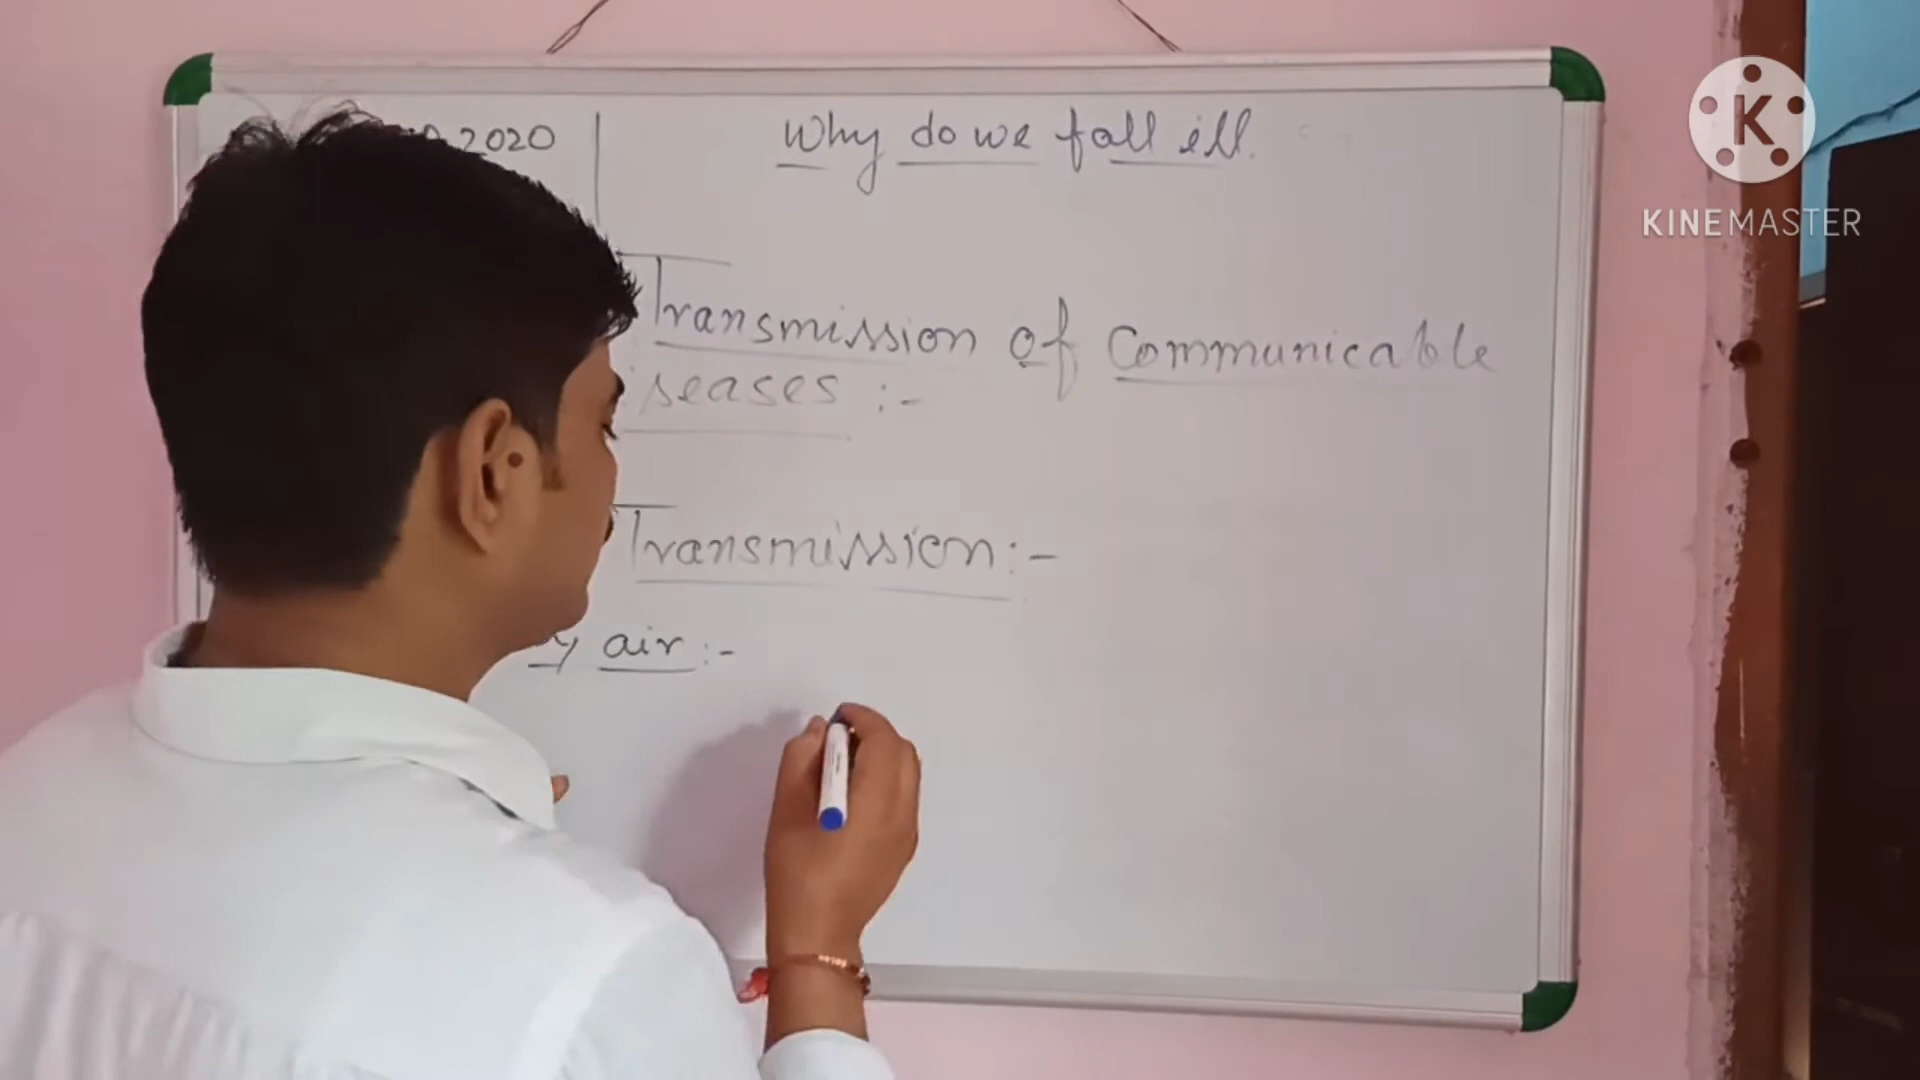 2020
Why do we fall ill.
Transmission of Communicable
seases :-
Transmission:-
air:-
K
KINEMASTER